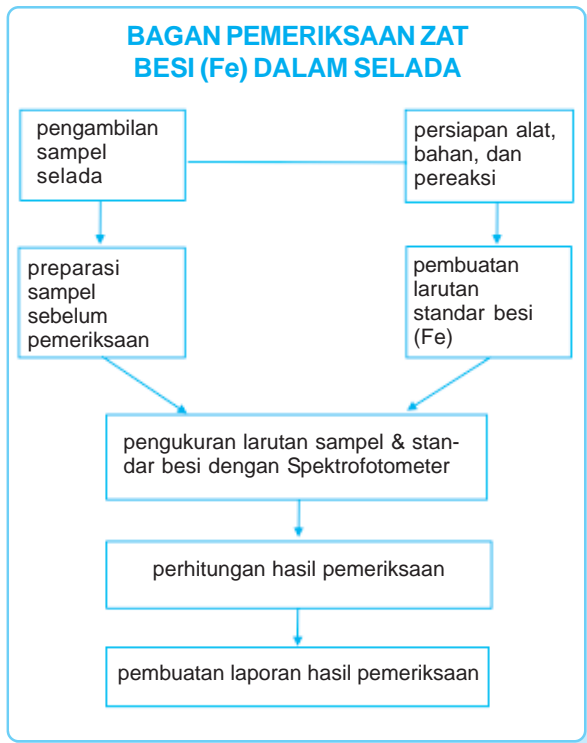 BAGAN PEMERIKSAAN ZAT
BESI (Fe) DALAM SELADA
pengambilan
sampel
selada
persiapan alat,
bahan, dan
pereaksi
preparasi
sampel
sebelum
pemeriksaan
pembuatan
larutan
standar besi
(Fe)
pengukuran larutan sampel & stan-
dar besi dengan Spektrofotometer
perhitungan hasil pemeriksaan
pembuatan laporan hasil pemeriksaan